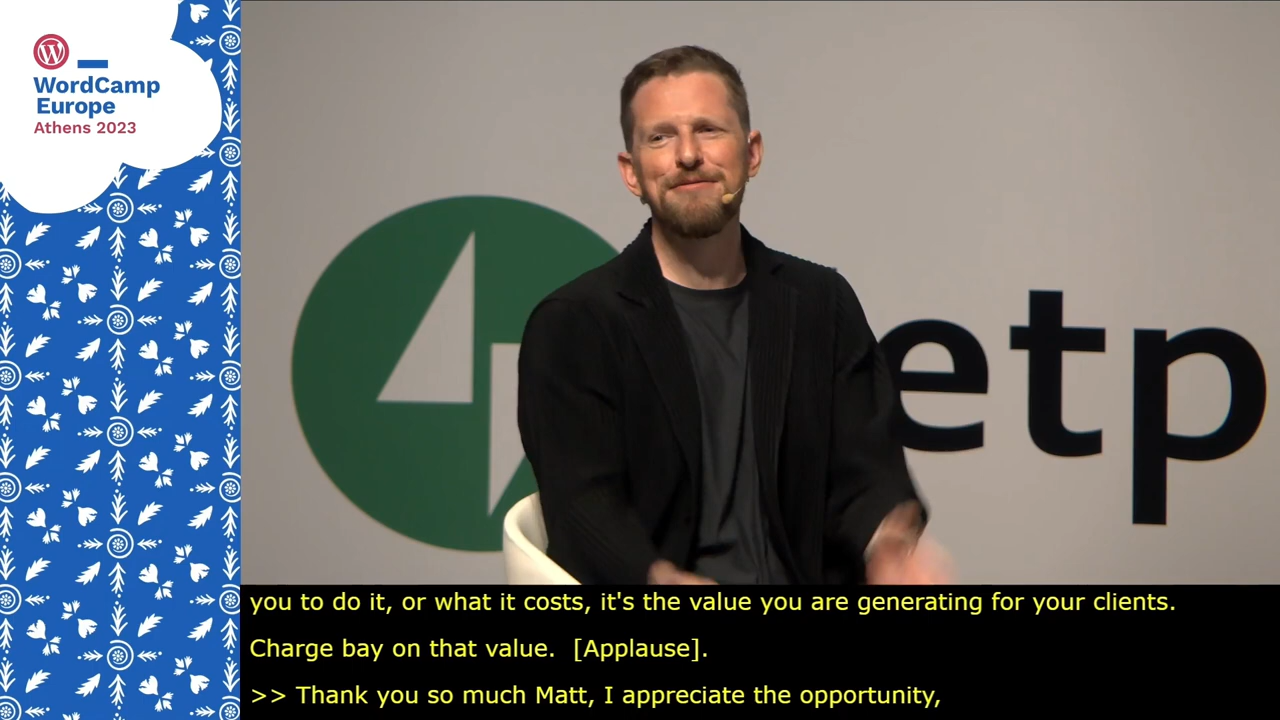 WordCamp
Europe
Athens 2023
etp
you to do it, or what it costs, it's the value you are generating for your clients.
Charge bay on that value.  [Applause].
>> Thank you so much Matt, I appreciate the opportunity,